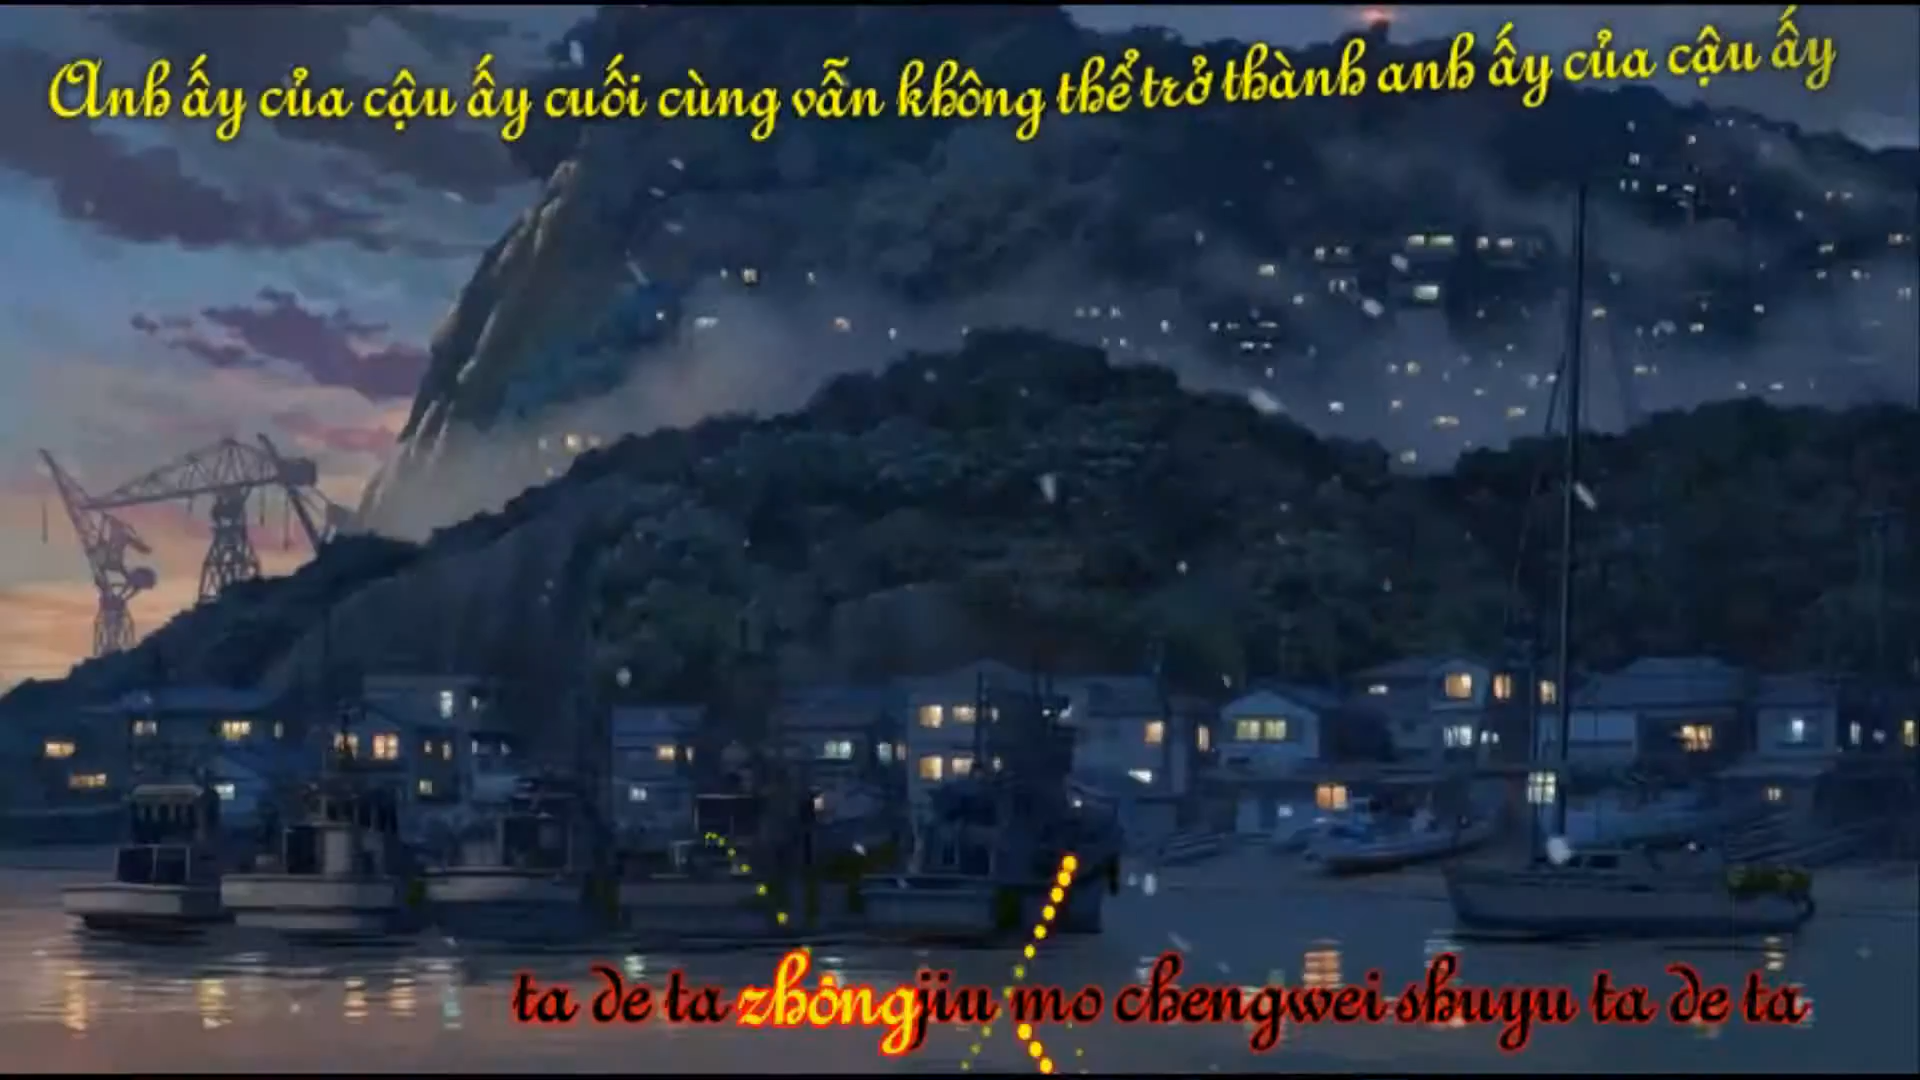 Anh ấy của cậu ấy cuối cùng vẫn không thể trở thành anh ấy của cậu ấy
ta de ta zhongjiu mo chengwei shuyu ta de ta